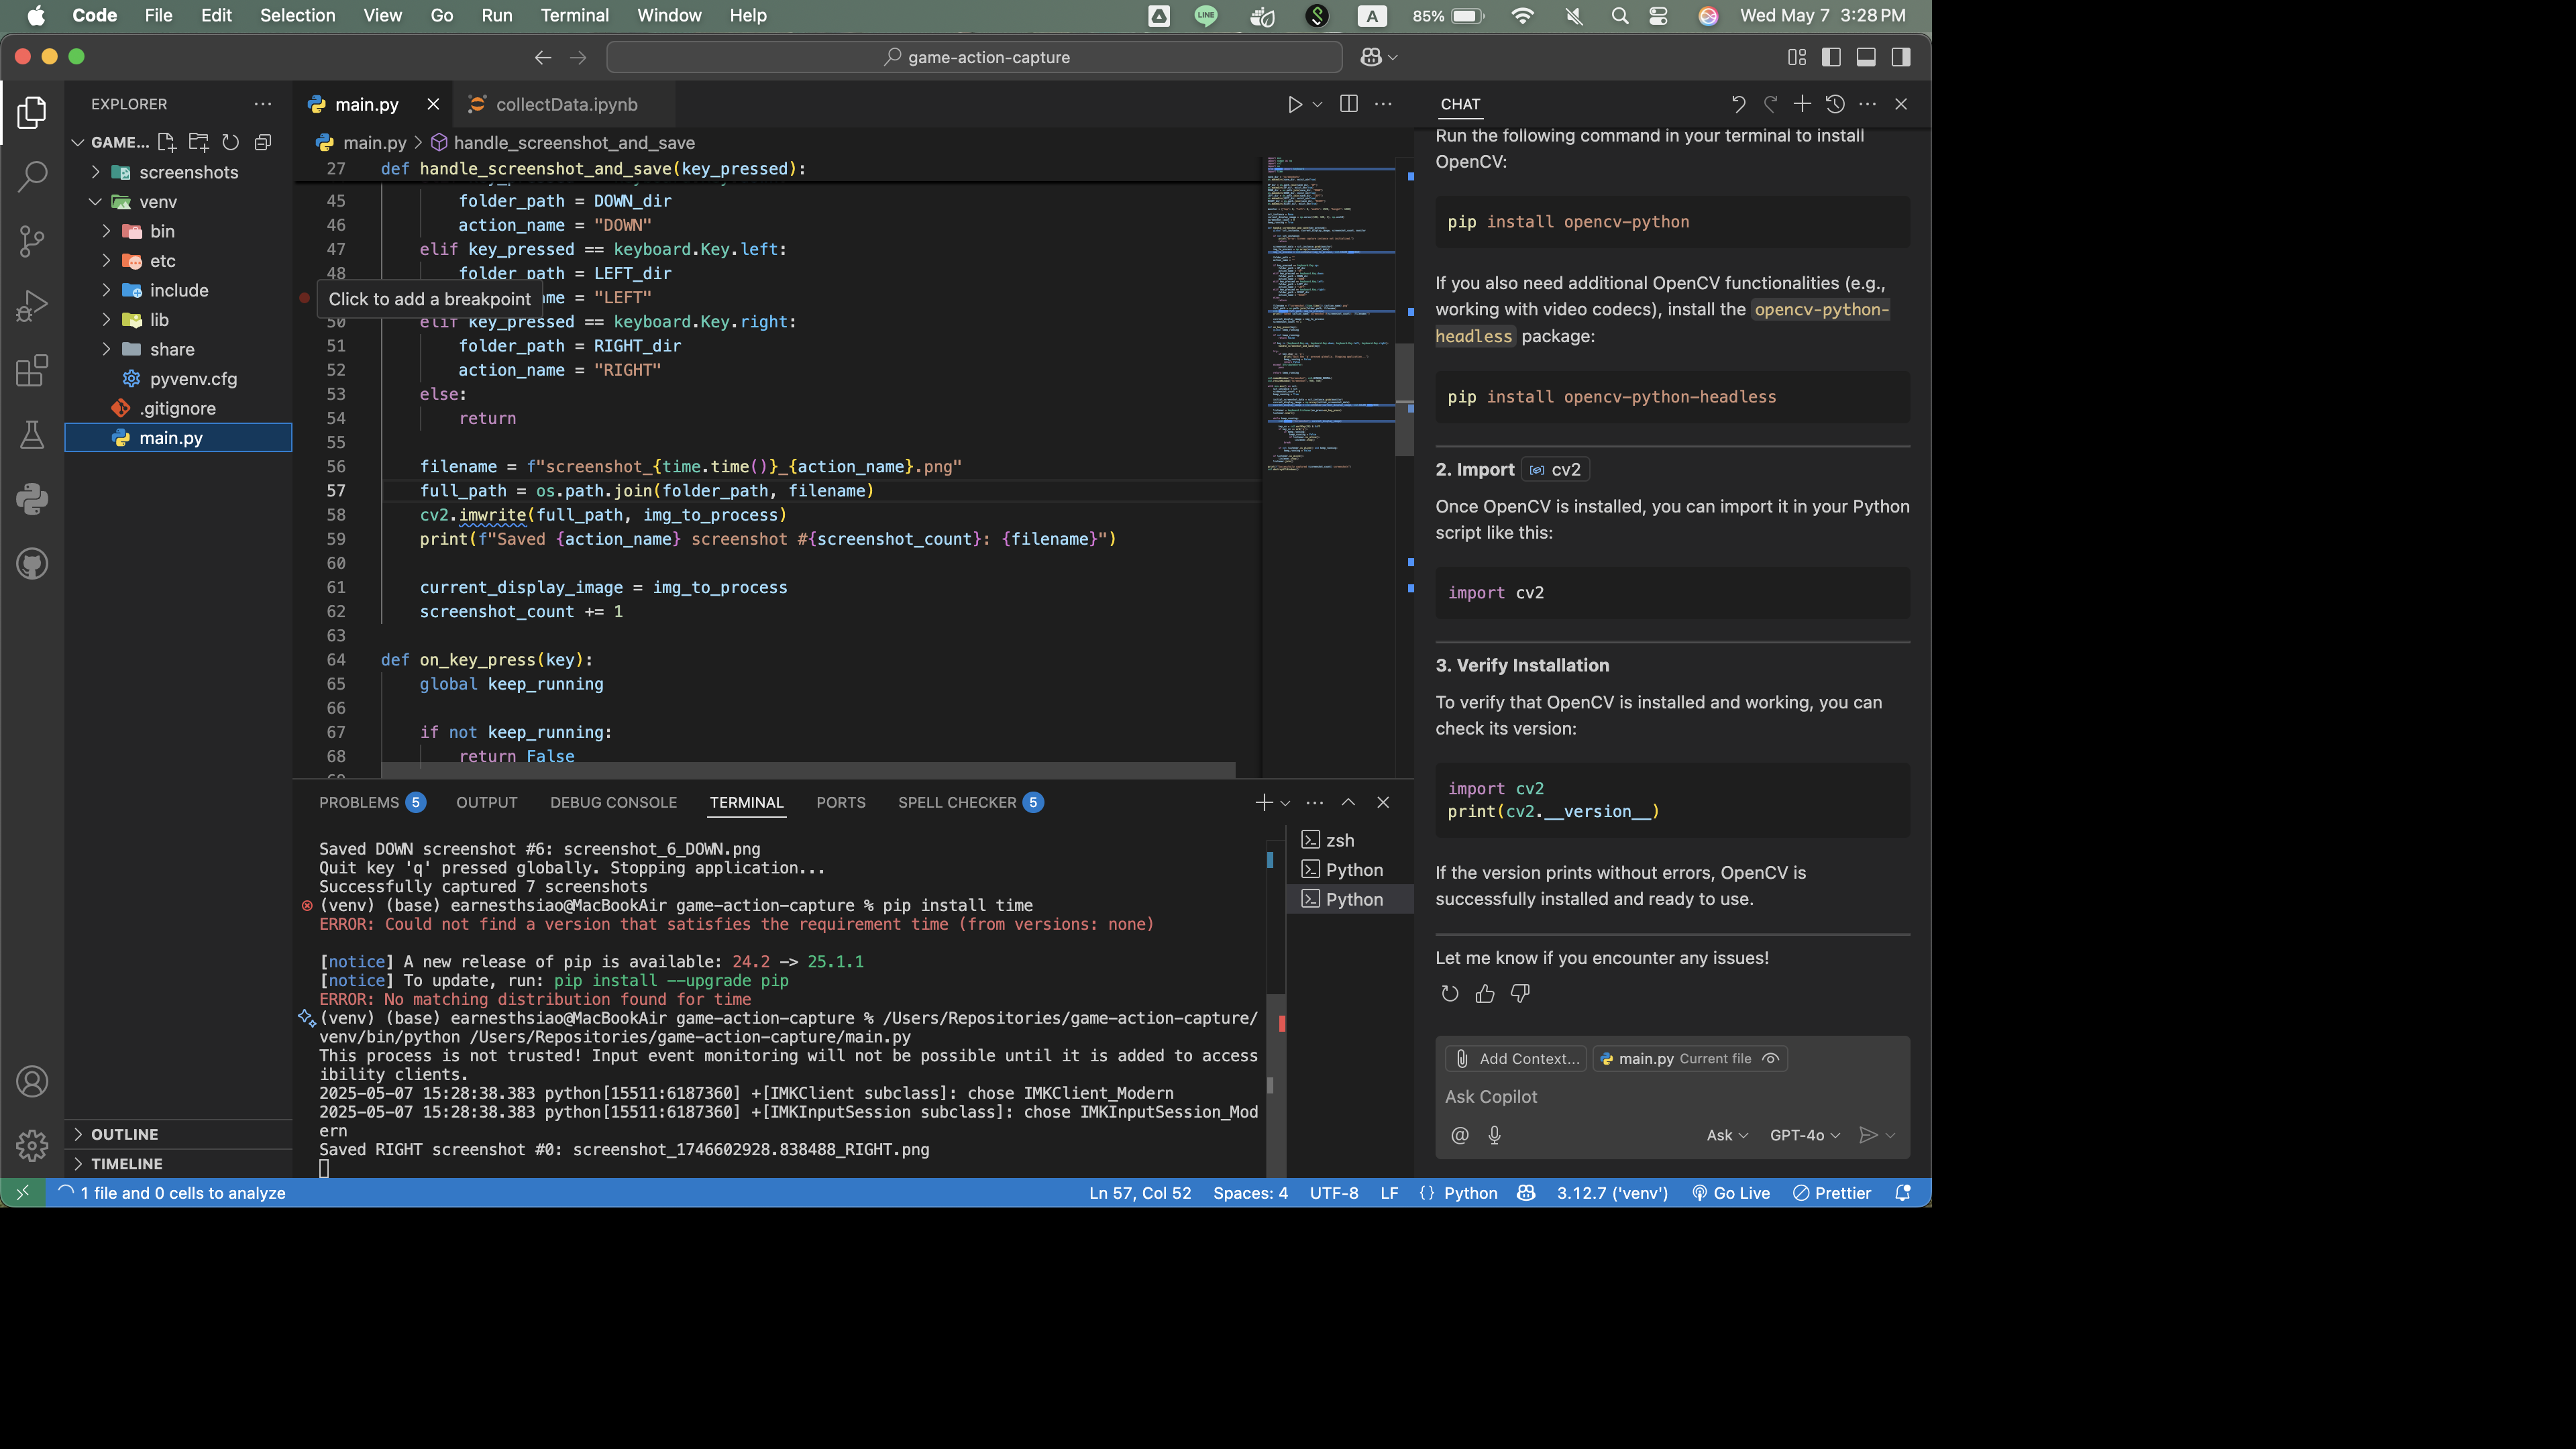 Code File Edit Selection View Go Run Terminal Window Help
LINE A 85% Wed May 7 3:28 PM
game-action-capture
EXPLORER
GAME...
screenshots
venv
bin
etc
include
lib
share
pyvenv.cfg
.gitignore
main.py
OUTLINE
TIMELINE
main.py collectData.ipynb
main.py > handle_screenshot_and_save
27 def handle_screenshot_and_save(key_pressed):
45 folder_path = DOWN_dir
46 action_name = "DOWN"
47 elif key_pressed == keyboard.Key.left:
48 folder_path = LEFT_dir
Click to add a breakpoint me = "LEFT"
50 elif key_pressed == keyboard.Key.right:
51 folder_path = RIGHT_dir
52 action_name = "RIGHT"
53 else:
54 return
55
56 filename = f"screenshot_{time.time()}_{action_name}.png"
57 full_path = os.path.join(folder_path, filename)
58 cv2.imwrite(full_path, img_to_process)
59 print(f"Saved {action_name} screenshot #{screenshot_count}: {filename}")
60
61 current_display_image = img_to_process
62 screenshot_count += 1
63
64 def on_key_press(key):
65 global keep_running
66
67 if not keep_running:
68 return False
PROBLEMS 5 OUTPUT DEBUG CONSOLE TERMINAL PORTS SPELL CHECKER 5
Saved DOWN screenshot #6: screenshot_6_DOWN.png
Quit key 'q' pressed globally. Stopping application...
Successfully captured 7 screenshots
(venv) (base) earnesthsiao@MacBookAir game-action-capture % pip install time
ERROR: Could not find a version that satisfies the requirement time (from versions: none)
[notice] A new release of pip is available: 24.2 -> 25.1.1
[notice] To update, run: pip install --upgrade pip
ERROR: No matching distribution found for time
(venv) (base) earnesthsiao@MacBookAir game-action-capture % /Users/Repositories/game-action-capture/
venv/bin/python /Users/Repositories/game-action-capture/main.py
This process is not trusted! Input event monitoring will not be possible until it is added to access
ibility clients.
2025-05-07 15:28:38.383 python[15511:6187360] +[IMKClient subclass]: chose IMKClient_Modern
2025-05-07 15:28:38.383 python[15511:6187360] +[IMKInputSession subclass]: chose IMKInputSession_Mod
ern
Saved RIGHT screenshot #0: screenshot_1746602928.838488_RIGHT.png
zsh
Python
Python
CHAT
Run the following command in your terminal to install
OpenCV:
pip install opencv-python
If you also need additional OpenCV functionalities (e.g.,
working with video codecs), install the opencv-python-
headless package:
pip install opencv-python-headless
2. Import cv2
Once OpenCV is installed, you can import it in your Python
script like this:
import cv2
3. Verify Installation
To verify that OpenCV is installed and working, you can
check its version:
import cv2
print(cv2.__version__)
If the version prints without errors, OpenCV is
successfully installed and ready to use.
Let me know if you encounter any issues!
Add Context... main.py Current file
Ask Copilot
@ Ask GPT-4o
1 file and 0 cells to analyze Ln 57, Col 52 Spaces: 4 UTF-8 LF {} Python 3.12.7 ('venv') Go Live Prettier